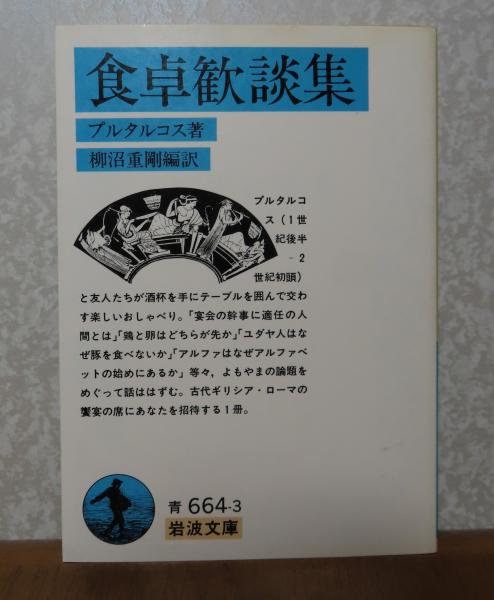 食卓歓談集
プルタルコス著
柳沼重剛編訳
プルタルコ
ス（1世
紀後半
-2
世紀初頭）
と友人たちが酒杯を手にテーブルを囲んで交わ
す楽しいおしゃべり。「宴会の幹事に適任の人
間とは」「鶏と卵はどちらが先か」「ユダヤ人はな
ぜ豚を食べないか」「アルファはなぜアルファベ
ットの始めにあるか」等々，よもやまの論題を
めぐって話ははずむ。古代ギリシア・ローマの
饗宴の席にあなたを招待する1冊。
青 664-3
岩波文庫